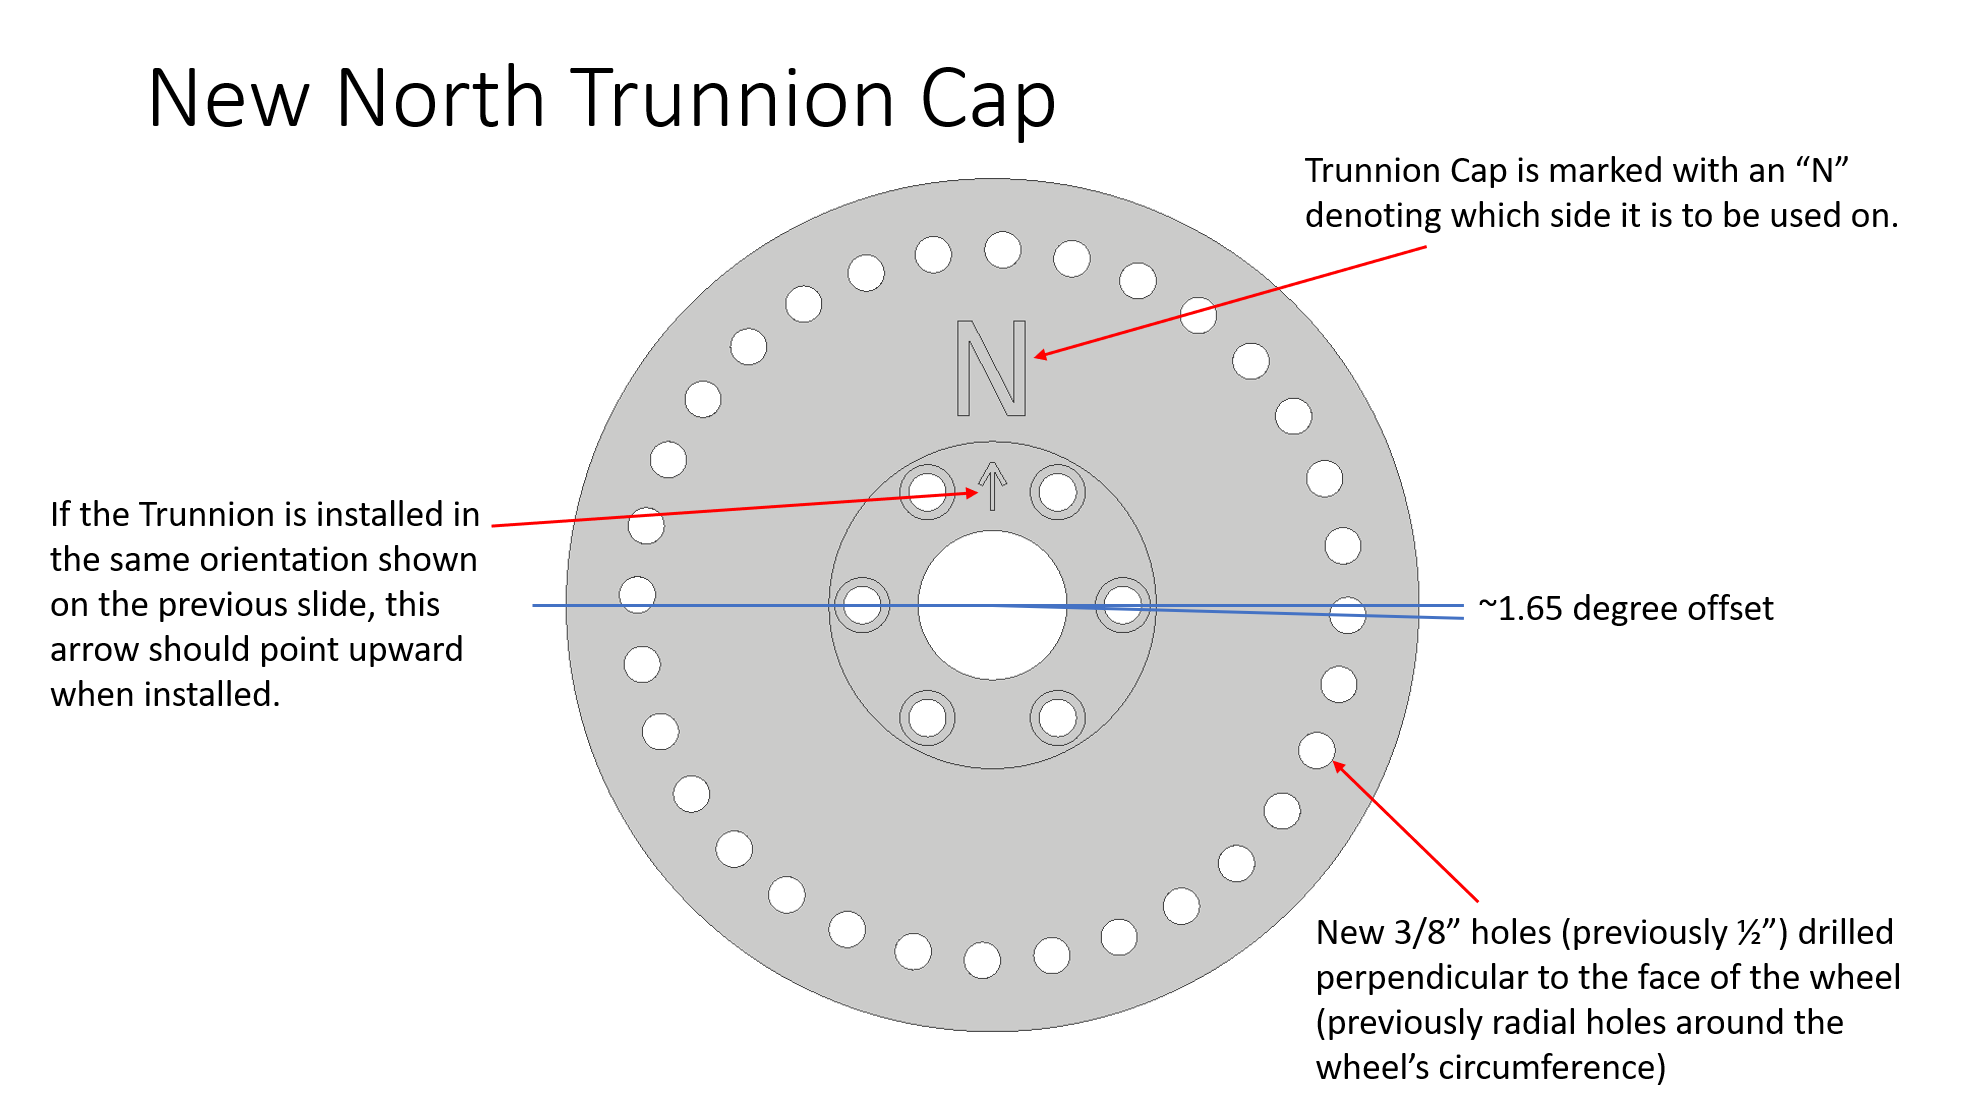 New North Trunnion Cap
Trunnion Cap is marked with an “N”
denoting which side it is to be used on.
N
If the Trunnion is installed in
the same orientation shown
on the previous slide, this
arrow should point upward
when installed.
~1.65 degree offset
New 3/8” holes (previously ½”) drilled
perpendicular to the face of the wheel
(previously radial holes around the
wheel’s circumference)